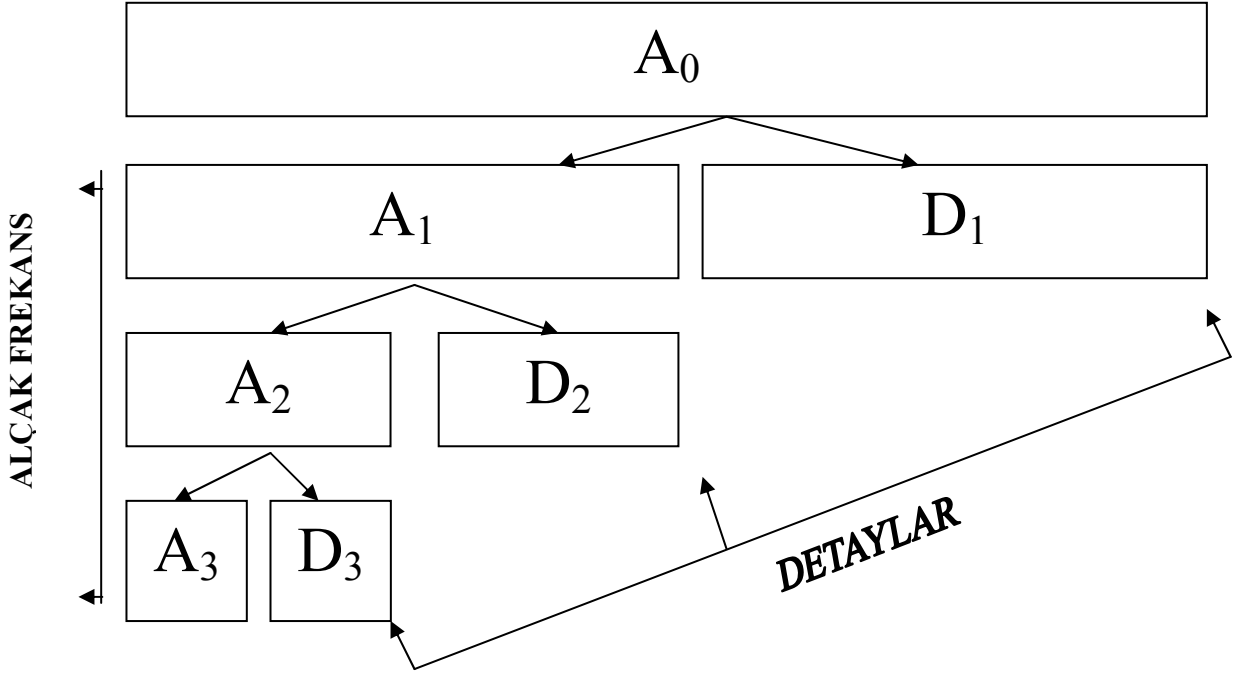 A₀
A₁
D₁
ALÇAK FREKANS
A₂
D₂
A₃
D₃
DETAYLAR